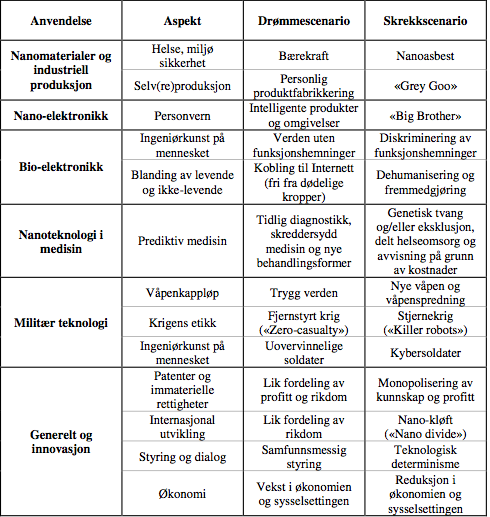 Anvendelse Aspekt Drømmescenario Skrekkscenario
Nanomaterialer og
industriell
produksjon
Helse, miljø
sikkerhet
Bærekraft
Nanoasbest
Selv(re)produksjon
Personlig
produktfabrikkering
«Grey Goo»
Nano-elektronikk
Personvern
Intelligente produkter
og omgivelser
«Big Brother»
Bio-elektronikk
Ingeniørkunst på
mennesket
Verden uten
funksjonshemninger
Diskriminering av
funksjonshemninger
Blanding av levende
og ikke-levende
Kobling til Internett
(fri fra dødelige
kropper)
Dehumanisering og
fremmedgjøring
Nanoteknologi i
medisin
Prediktiv medisin
Tidlig diagnostikk,
skreddersydd
medisin og nye
behandlingsformer
Genetisk tvang
og/eller eksklusjon,
delt helseomsorg og
avvisning på grunn
av kostnader
Militær teknologi
Våpenkappløp
Trygg verden
Nye våpen og
våpenspredning
Krigens etikk
Fjernstyrt krig
(«Zero-casualty»)
Stjernekrig
(«Killer robots»)
Ingeniørkunst på
mennesket
Uovervinnelige
soldater
Kybersoldater
Generelt og
innovasjon
Patenter og
immaterielle
rettigheter
Lik fordeling av
profitt og rikdom
Monopolisering av
kunnskap og profitt
Internasjonal
utvikling
Lik fordeling av
rikdom
Nano-kløft
(«Nano divide»)
Styring og dialog
Samfunnsmessig
styring
Teknologisk
determinisme
Økonomi
Vekst i økonomien
og sysselsettingen
Reduksjon i
økonomien og
sysselsettingen